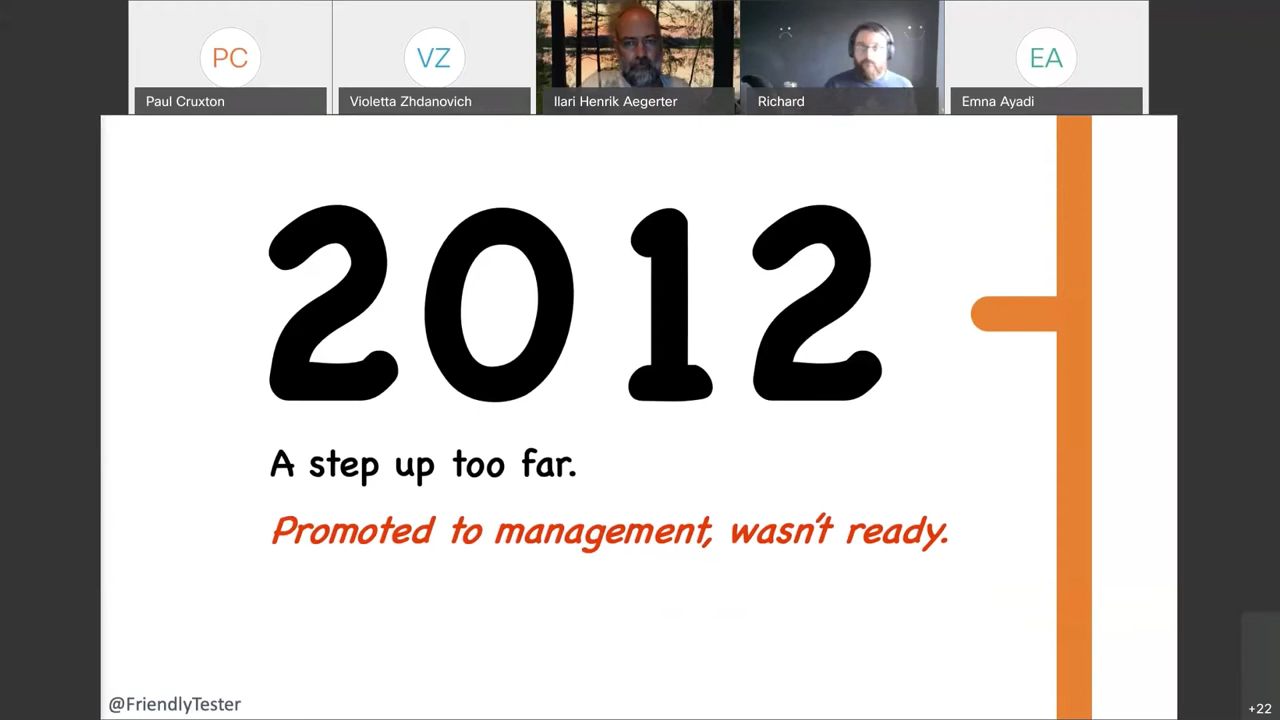 PC
VZ
EA
Paul Cruxton
Violetta Zhdanovich
Ilari Henrik Aegerter
Richard
Emna Ayadi
2012
A step up too far.
Promoted to management, wasn't ready.
@FriendlyTester
+22